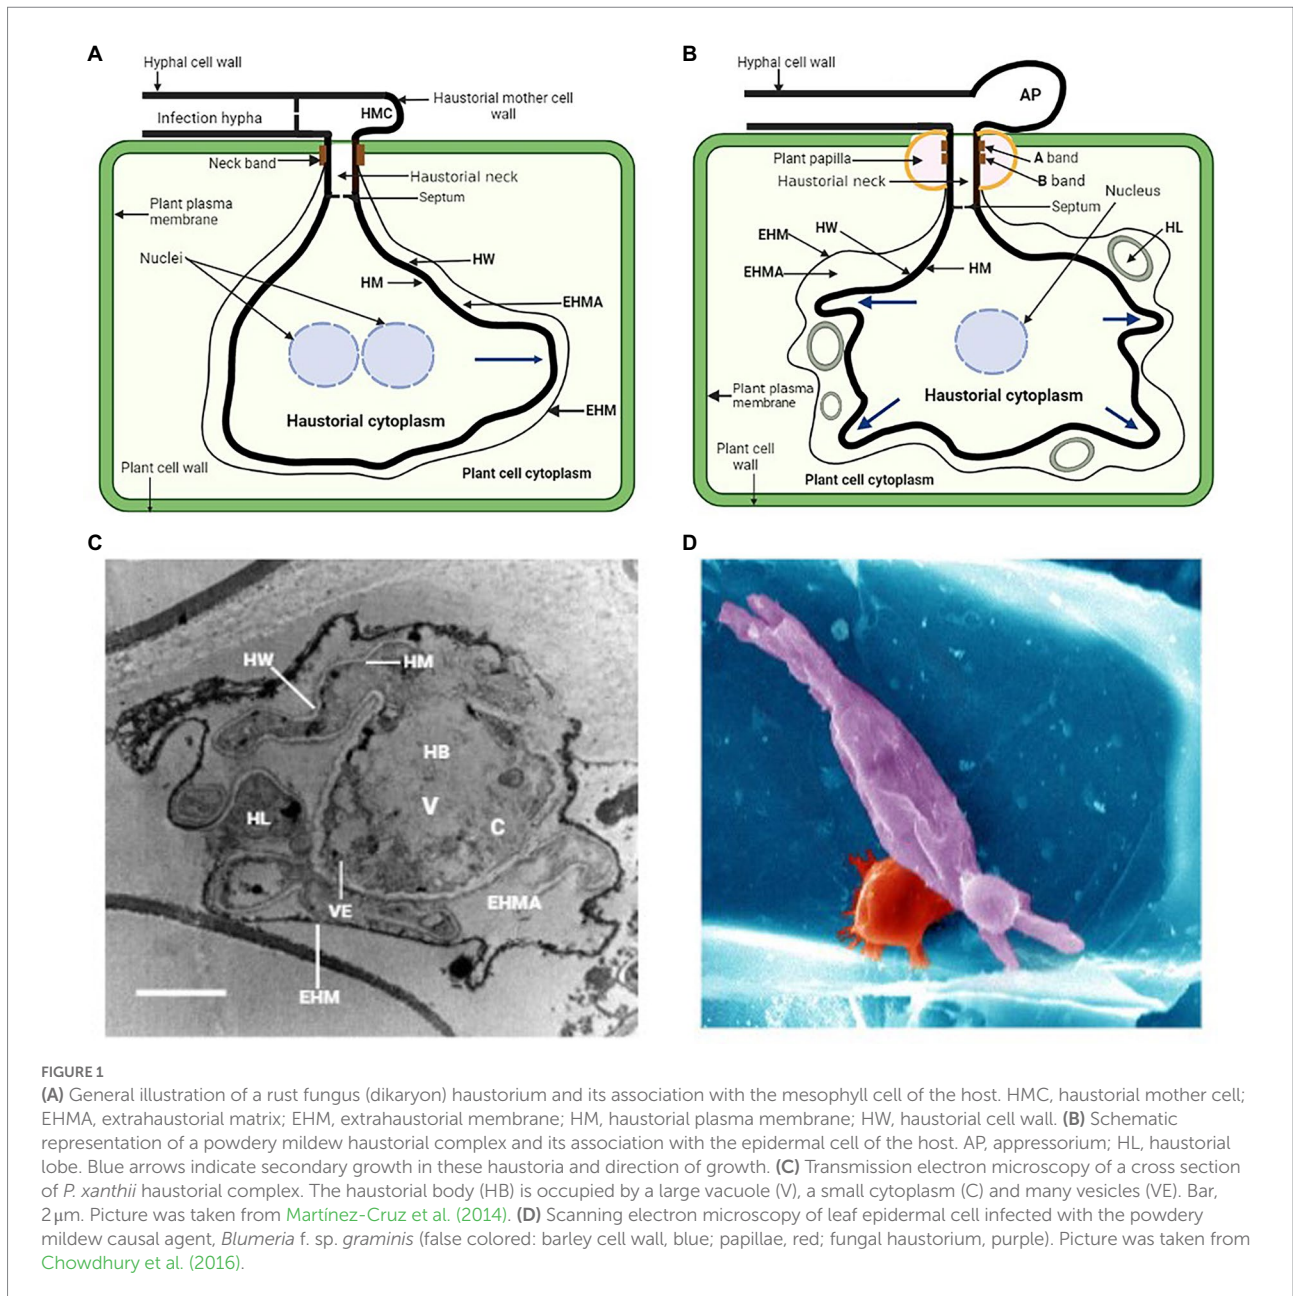 A
Hyphal cell wall
Infection hypha
HMC
Haustorial mother cell
wall
Neck band
Haustorial neck
Septum
Plant plasma
membrane
Nuclei
HW
HM
EHMA
Haustorial cytoplasm
EHM
Plant cell wall
Plant cell cytoplasm
B
Hyphal cell wall
AP
Plant papilla
A band
Haustorial neck
B band
Nucleus
Septum
HW
HL
EHM
HM
EHMA
Plant plasma
membrane
Haustorial cytoplasm
Plant cell
wall
Plant cell cytoplasm
C
HW
HM
HB
V
HL
C
VE
EHMA
EHM
D
FIGURE 1
(A) General illustration of a rust fungus (dikaryon) haustorium and its association with the mesophyll cell of the host. HMC, haustorial mother cell;
EHMA, extrahaustorial matrix; EHM, extrahaustorial membrane; HM, haustorial plasma membrane; HW, haustorial cell wall. (B) Schematic
representation of a powdery mildew haustorial complex and its association with the epidermal cell of the host. AP, appressorium; HL, haustorial
lobe. Blue arrows indicate secondary growth in these haustoria and direction of growth. (C) Transmission electron microscopy of a cross section
of P. xanthii haustorial complex. The haustorial body (HB) is occupied by a large vacuole (V), a small cytoplasm (C) and many vesicles (VE). Bar,
2 μm. Picture was taken from Martínez-Cruz et al. (2014). (D) Scanning electron microscopy of leaf epidermal cell infected with the powdery
mildew causal agent, Blumeria f. sp. graminis (false colored: barley cell wall, blue; papillae, red; fungal haustorium, purple). Picture was taken from
Chowdhury et al. (2016).